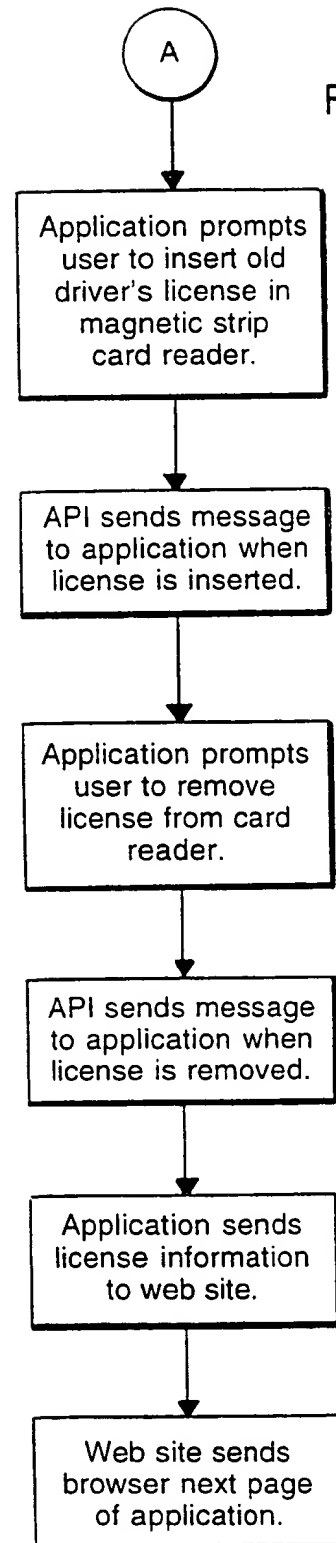 A
Application prompts
user to insert old
driver's license in
magnetic strip
card reader.
API sends message
to application when
license is inserted.
Application prompts
user to remove
license from card
reader.
API sends message
to application when
license is removed.
Application sends
license information
to web site.
Web site sends
browser next page
of application.